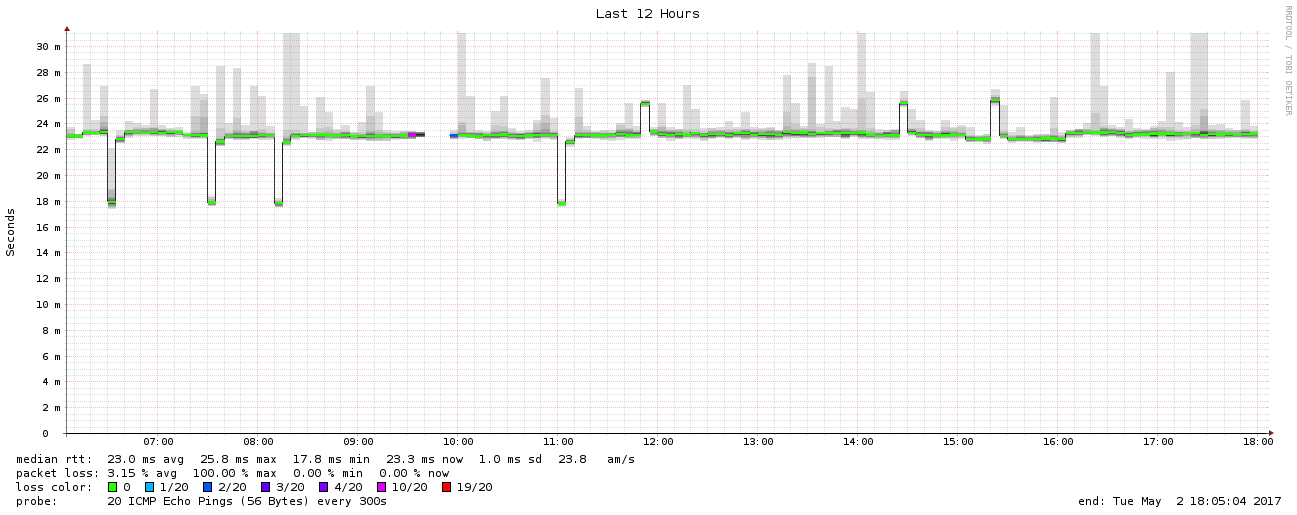 Last 12 Hours
RRDTOOL / TOBI OETIKER
Seconds
30 m
28 m
26 m
24 m
22 m
20 m
18 m
16 m
14 m
12 m
10 m
8 m
6 m
4 m
2 m
0
07:00 08:00 09:00 10:00 11:00 12:00 13:00 14:00 15:00 16:00 17:00 18:00
median rtt: 23.0 ms avg 25.8 ms max 17.8 ms min 23.3 ms now 1.0 ms sd 23.8 am/s
packet loss: 3.15 % avg 100.00 % max 0.00 % min 0.00 % now
loss color: 0 1/20 2/20 3/20 4/20 10/20 19/20
probe: 20 ICMP Echo Pings (56 Bytes) every 300s end: Tue May 2 18:05:04 2017